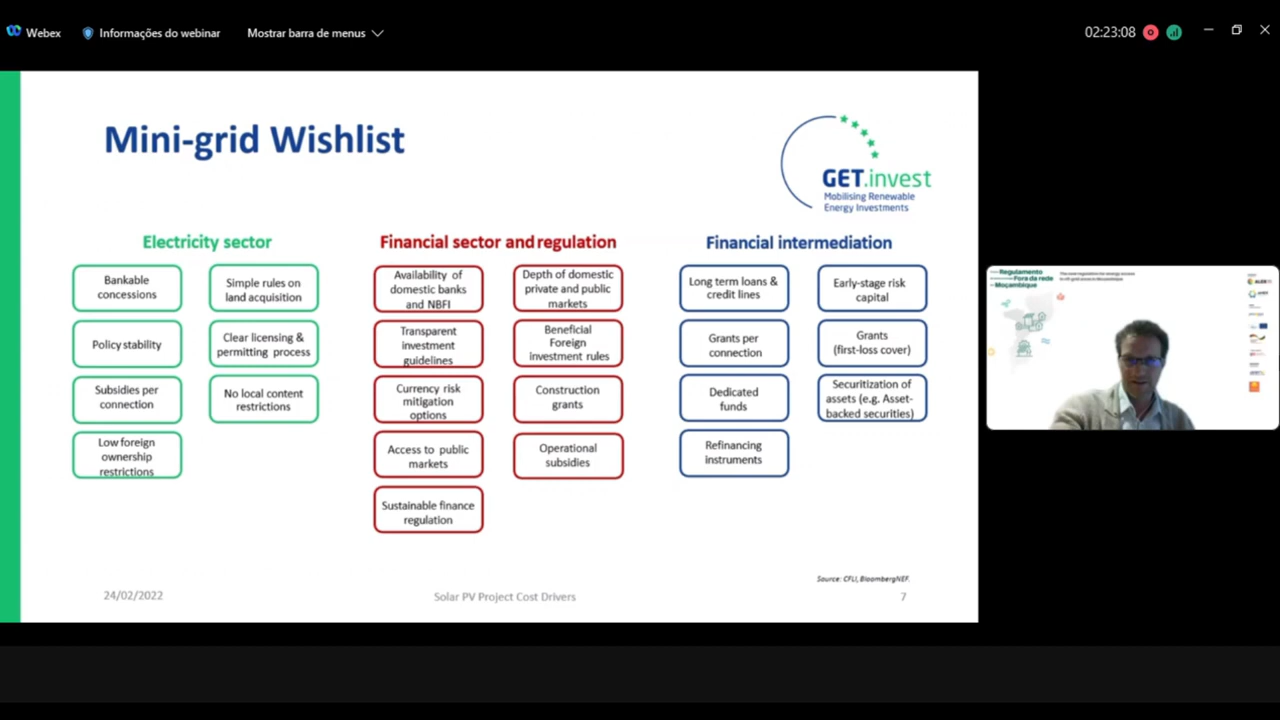 Webex
Informações do webinar
Mostrar barra de menus
02:23:08
Mini-grid Wishlist
GET.invest
Mobilising Renewable
Energy Investments
Electricity sector
Bankable
concessions
Simple rules on
land acquisition
Policy stability
Clear licensing &
permitting process
Subsidies per
connection
No local content
restrictions
Low foreign
ownership
restrictions
Financial sector and regulation
Availability of
domestic banks
and NBFI
Depth of domestic
private and public
markets
Transparent
investment
guidelines
Beneficial
Foreign
investment rules
Currency risk
mitigation
options
Construction
grants
Access to public
markets
Operational
subsidies
Sustainable finance
regulation
Financial intermediation
Long term loans &
credit lines
Early-stage risk
capital
Grants per
connection
Grants
(first-loss cover)
Dedicated
funds
Securitization of
assets (e.g. Asset-
backed securities)
Refinancing
instruments
Source: CFLI, BloombergNEF.
24/02/2022
Solar PV Project Cost Drivers
7
Regulamento
Fora da rede
Moçambique